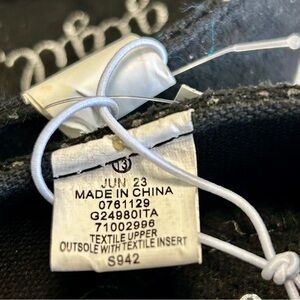 13
JUN 23
MADE IN CHINA
0761129
G24980ITA
71002996
TEXTILE UPPER
OUTSOLE WITH TEXTILE INSERT
S942